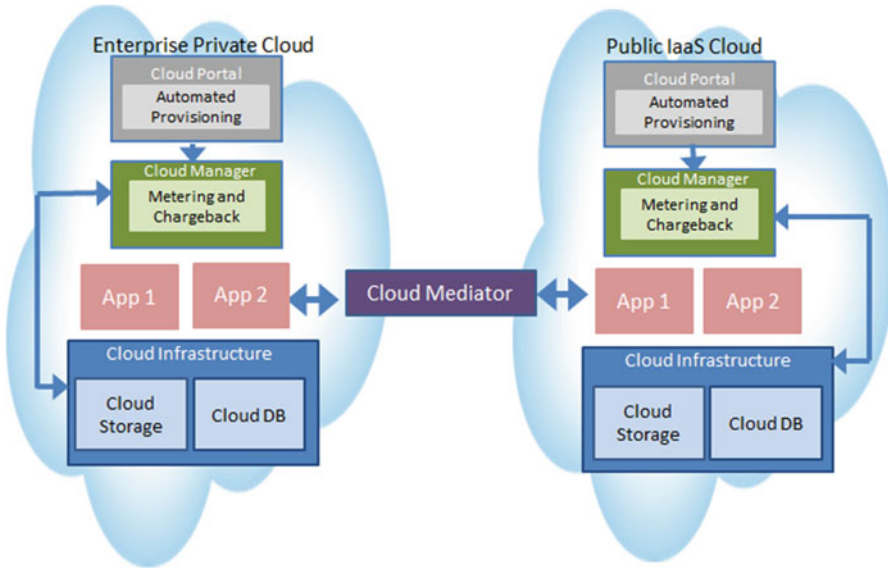 Enterprise Private Cloud
Cloud Portal
Automated
Provisioning
Cloud Manager
Metering and
Chargeback
App 1
App 2
Cloud Infrastructure
Cloud
Storage
Cloud DB
Cloud Mediator
Public IaaS Cloud
Cloud Portal
Automated
Provisioning
Cloud Manager
Metering and
Chargeback
App 1
App 2
Cloud Infrastructure
Cloud
Storage
Cloud DB